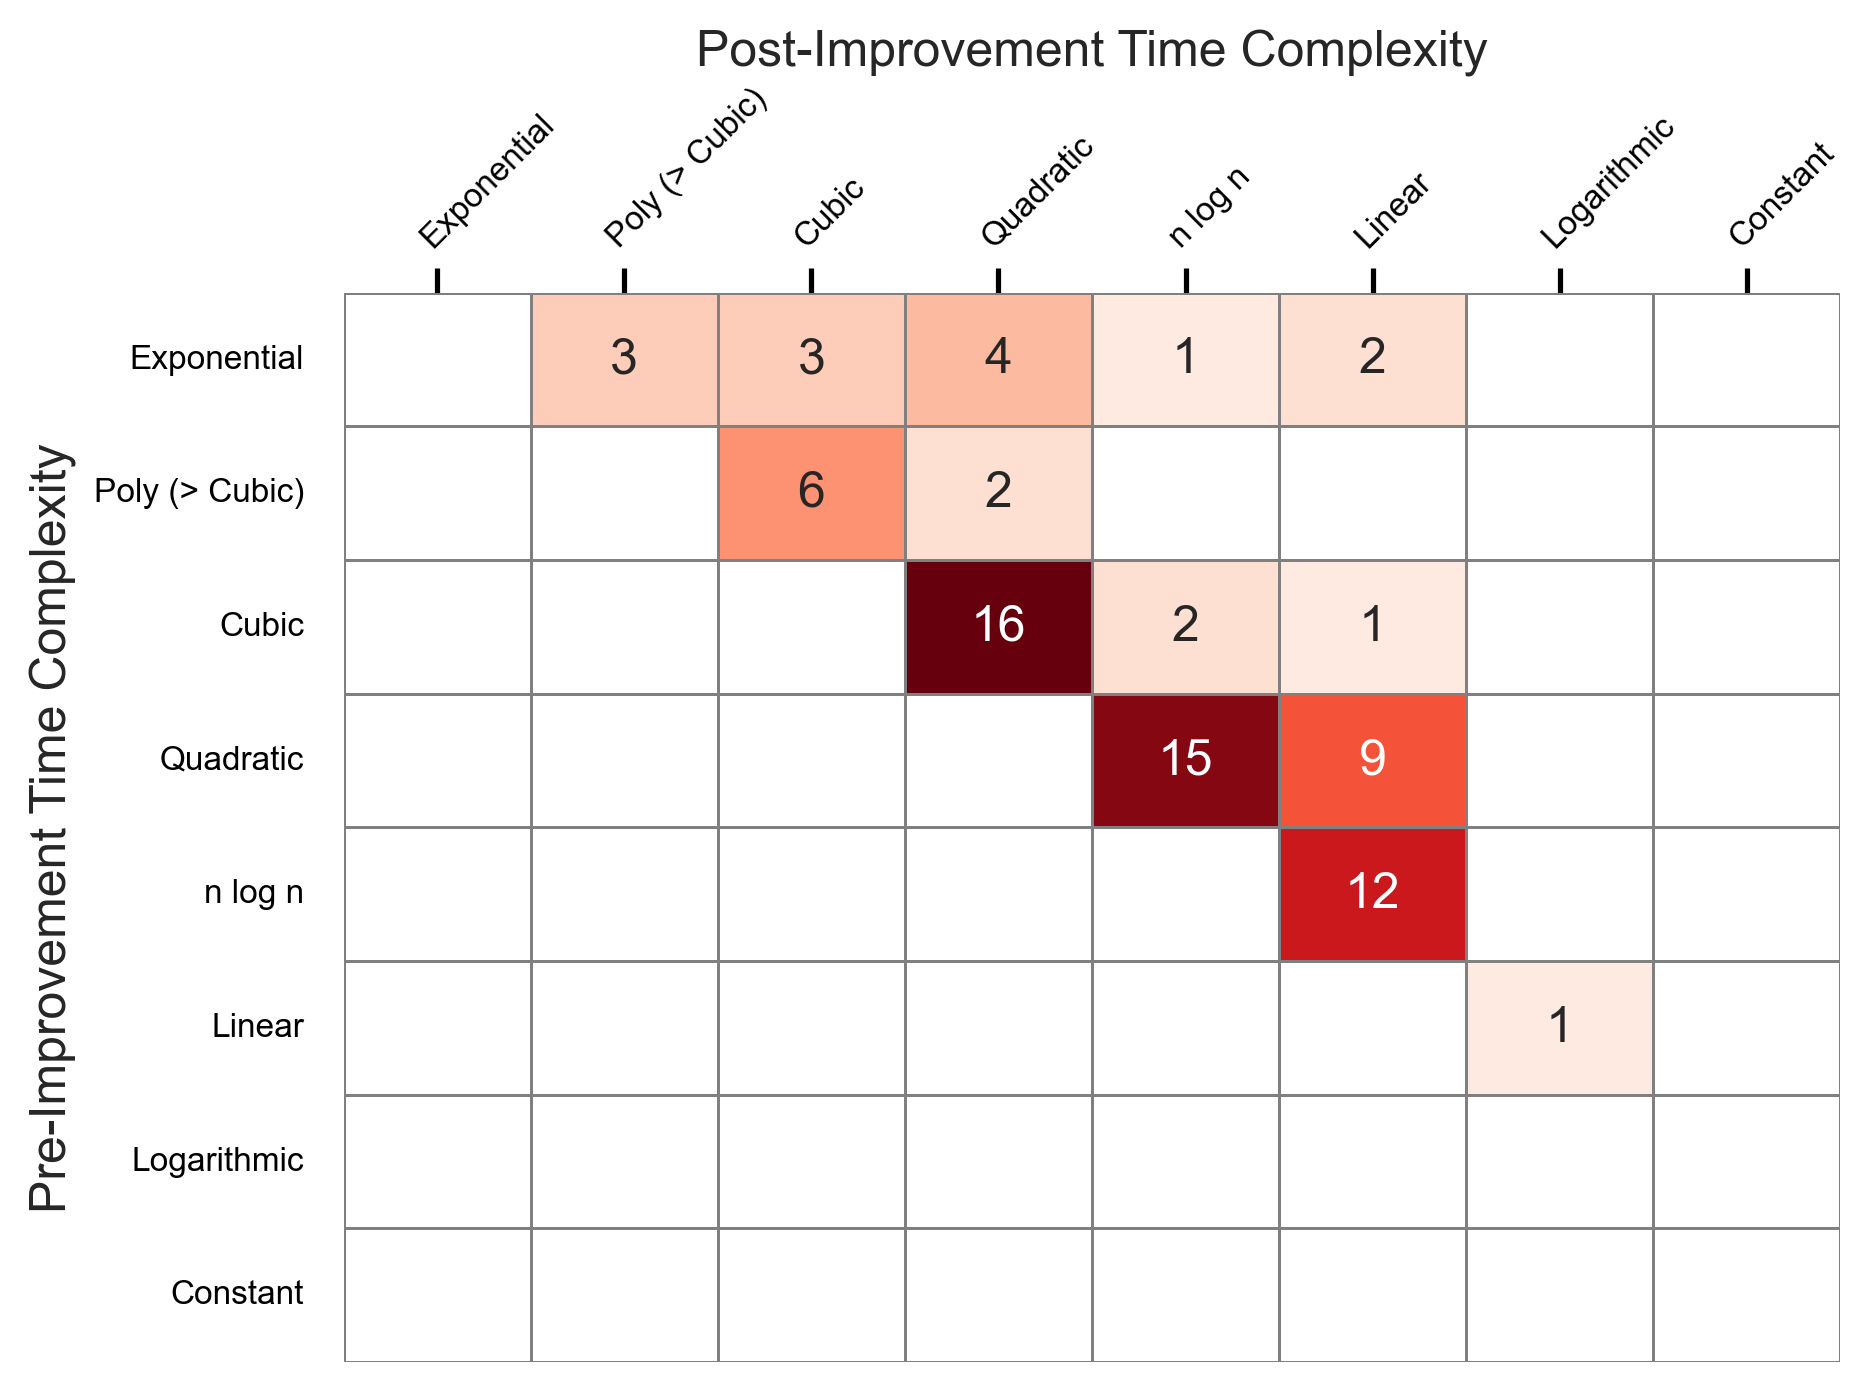 Post-Improvement Time Complexity
Exponential
Poly (> Cubic)
Cubic
Quadratic
n log n
Linear
Logarithmic
Constant
Pre-Improvement Time Complexity
Exponential 3 3 4 1 2
Poly (> Cubic) 6 2
Cubic 16 2 1
Quadratic 15 9
n log n 12
Linear 1
Logarithmic
Constant